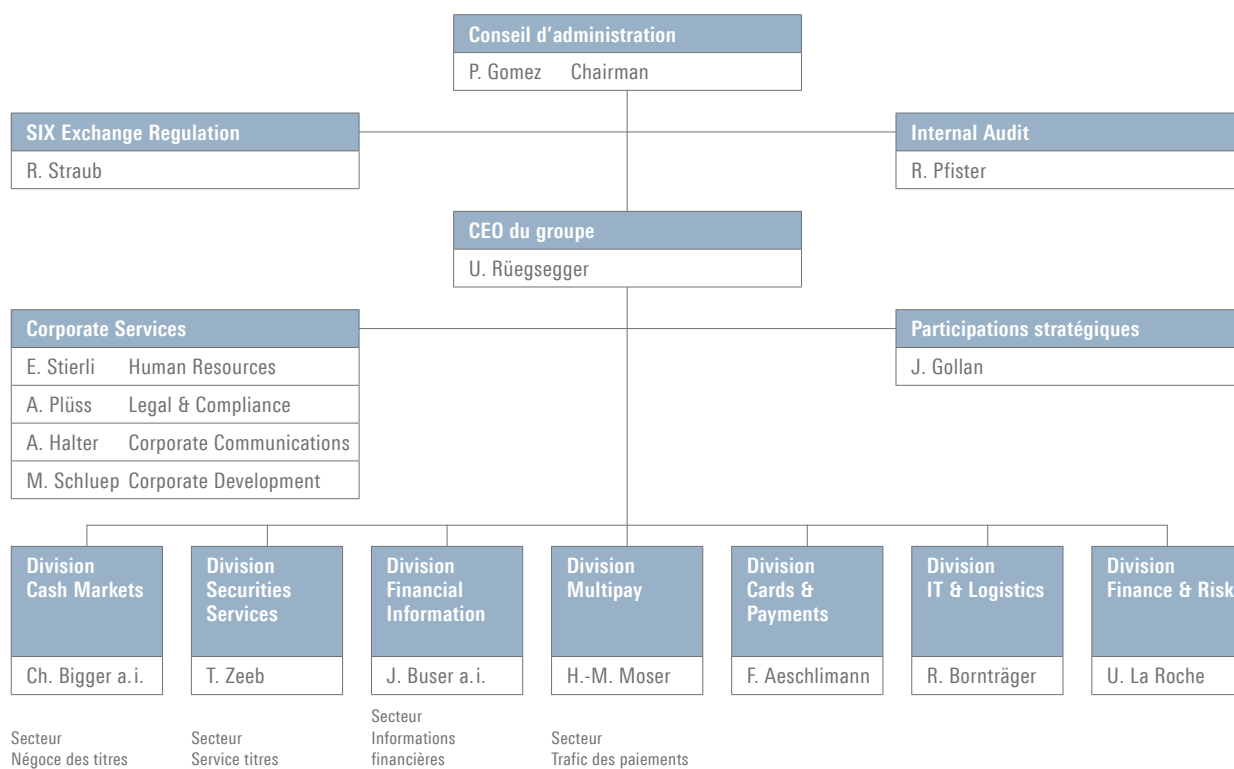 Conseil d'administration
P. Gomez Chairman
SIX Exchange Regulation
R. Straub
Internal Audit
R. Pfister
CEO du groupe
U. Rüegsegger
Corporate Services
E. Stierli Human Resources
A. Plüss Legal & Compliance
A. Halter Corporate Communications
M. Schluep Corporate Development
Participations stratégiques
J. Gollan
Division
Cash Markets
Ch. Bigger a.i.
Division
Securities
Services
T. Zeeb
Division
Financial
Information
J. Buser a.i.
Division
Multipay
H.-M. Moser
Division
Cards &
Payments
F. Aeschlimann
Division
IT & Logistics
R. Bornträger
Division
Finance & Risk
U. La Roche
Secteur
Négoce des titres
Secteur
Service titres
Secteur
Informations
financières
Secteur
Trafic des paiements